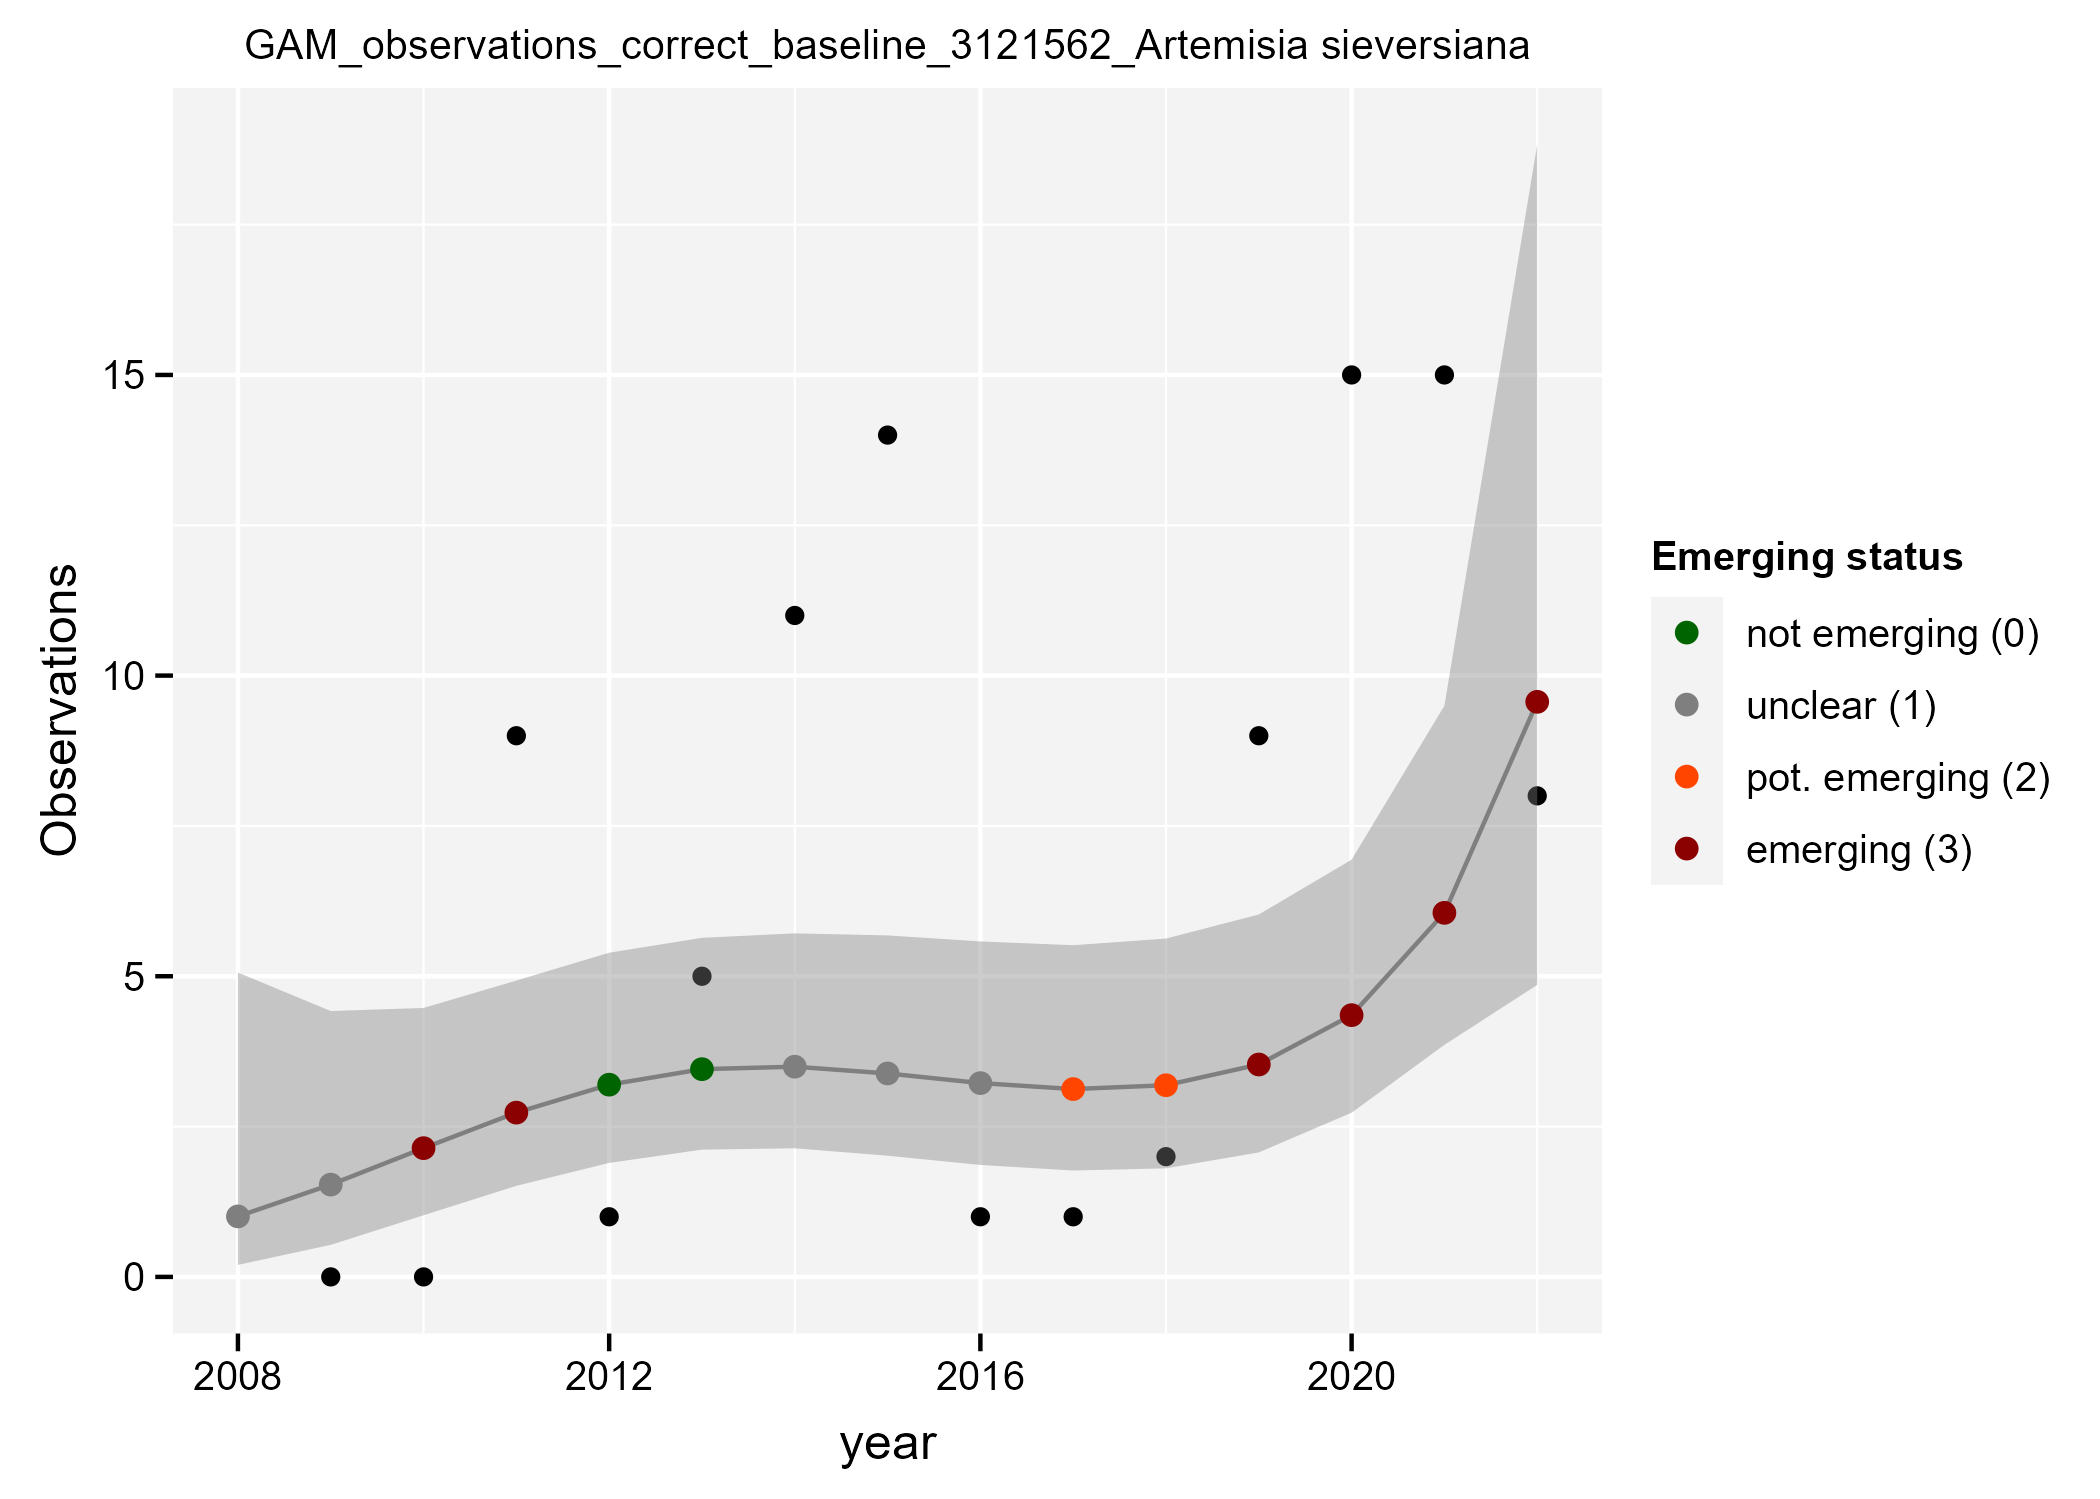 GAM_observations_correct_baseline_3121562_Artemisia sieversiana
Observations
15
10
5
0
2008
2012
2016
2020
year
Emerging status
not emerging (0)
unclear (1)
pot. emerging (2)
emerging (3)